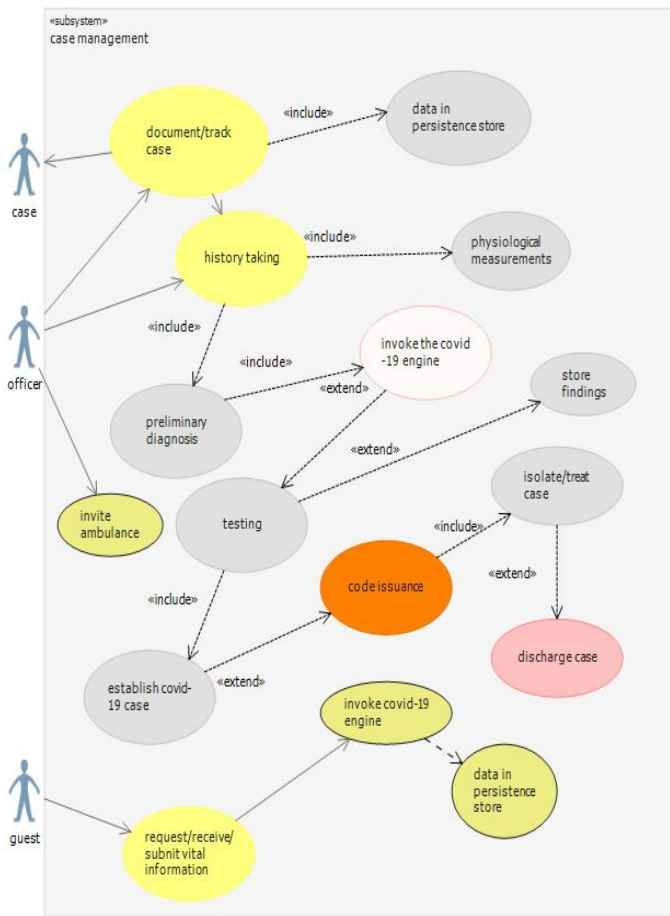 «subsystem»
case management
«include»
data in
persistence store
document/track
case
case
«include»
history taking
physiological
measurements
«include»
invoke the covid
-19 engine
«include»
«extend»
officer
store
findings
preliminary
diagnosis
«extend»
isolate/treat
case
invite
ambulance
testing
«include»
code issuance
«extend»
«include»
discharge case
establish covid-
19 case
«extend»
invoke covid-19
engine
data in
persistence
store
guest
request/receive/
subnit vital
information